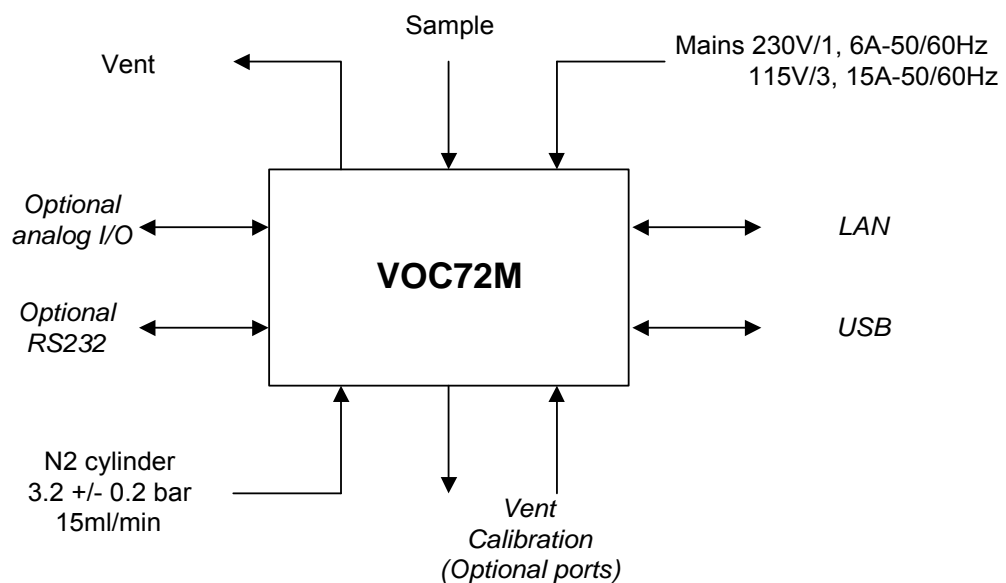 Sample
Vent
Mains 230V/1, 6A-50/60Hz
115V/3, 15A-50/60Hz
Optional
analog I/O
LAN
VOC72M
Optional
RS232
USB
N2 cylinder
3.2 +/- 0.2 bar
15ml/min
Vent
Calibration
(Optional ports)